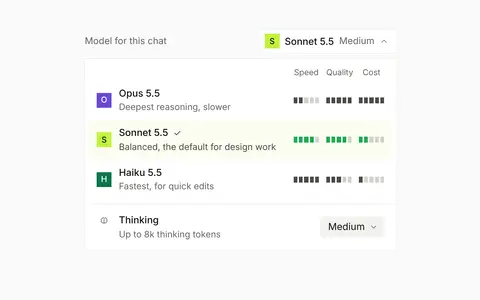 Model for this chat
S Sonnet 5.5 Medium
Speed Quality Cost
O Opus 5.5
Deepest reasoning, slower
S Sonnet 5.5
Balanced, the default for design work
H Haiku 5.5
Fastest, for quick edits
Thinking
Up to 8k thinking tokens
Medium